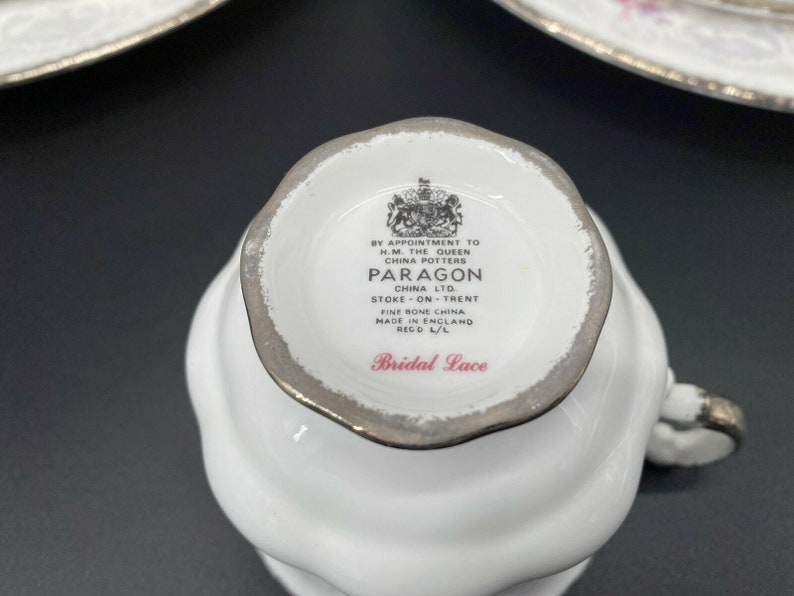 BY APPOINTMENT TO
H.M. THE QUEEN
CHINA POTTERS
PARAGON
CHINA LTD.
STOKE - ON - TRENT
FINE BONE CHINA
MADE IN ENGLAND
REG'D L/L
Bridal Lace